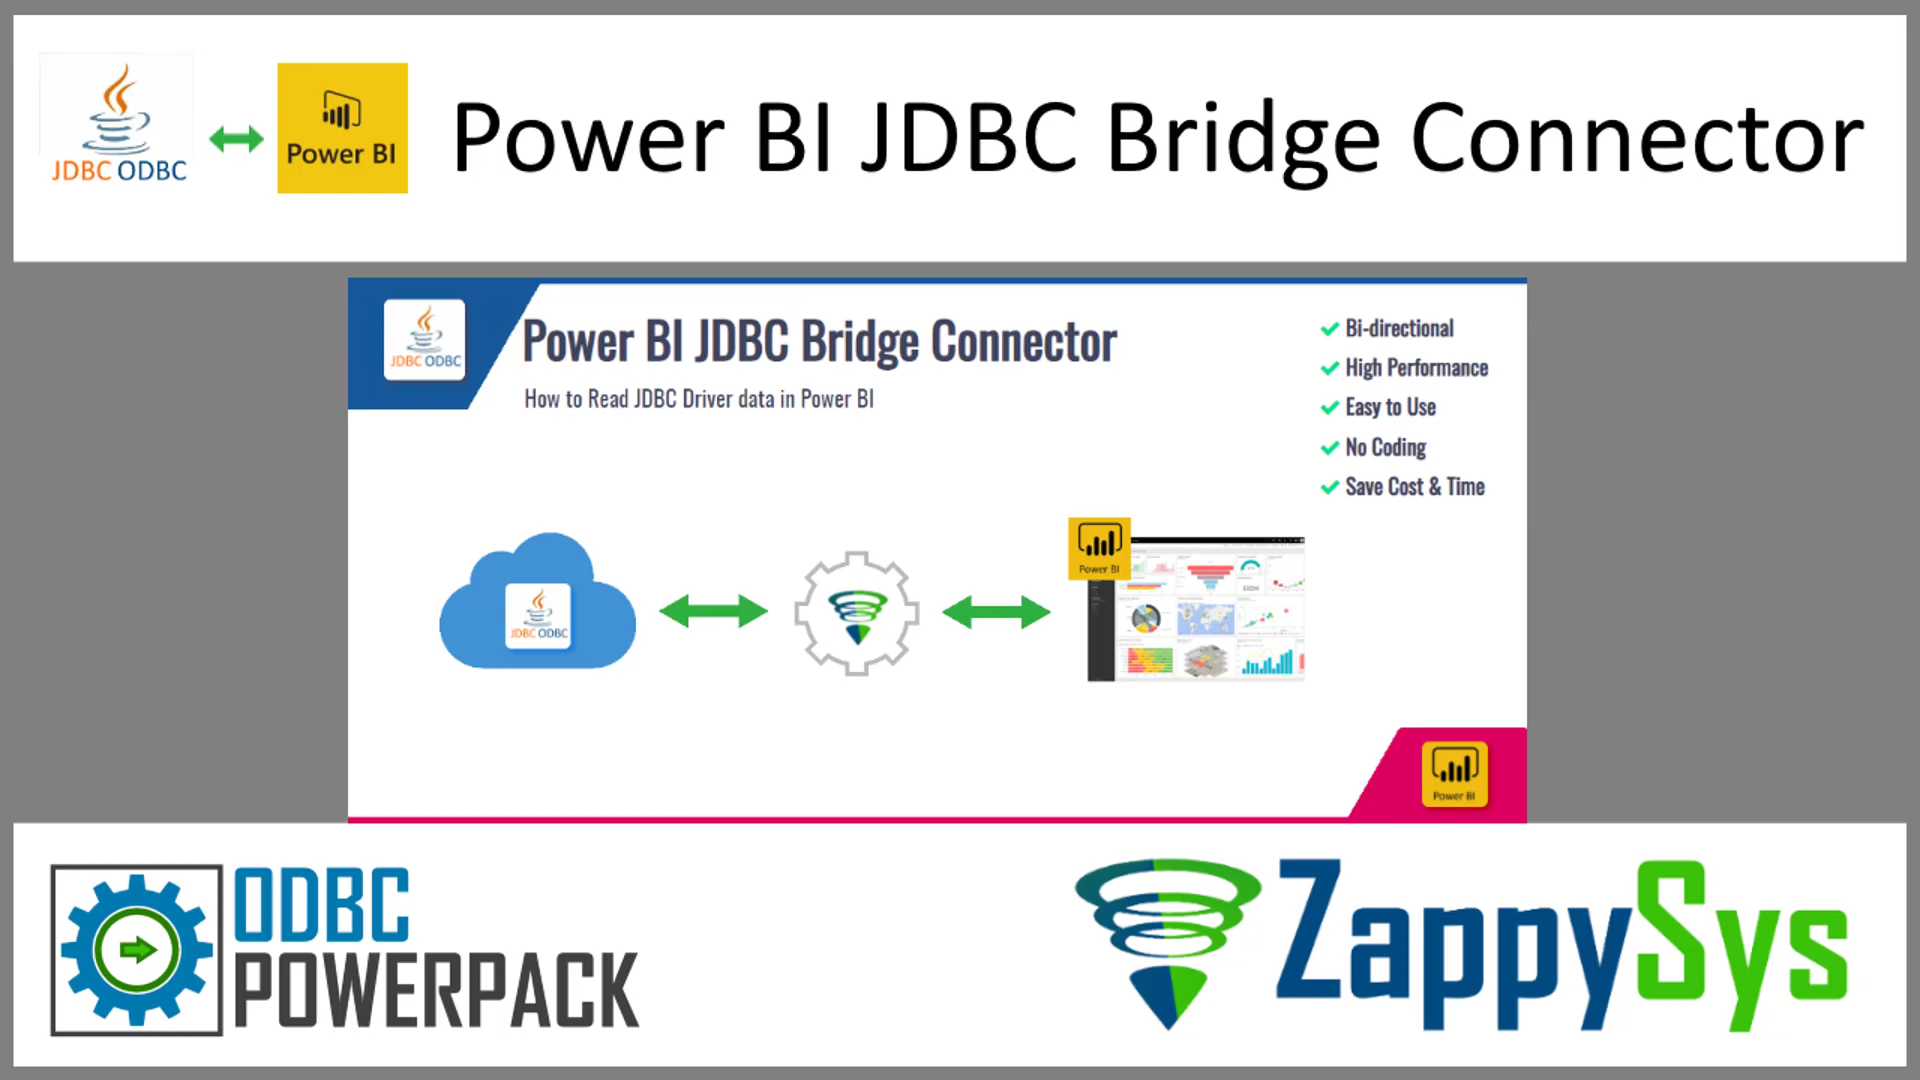 JDBC ODBC
Power BI
Power BI JDBC Bridge Connector
JDBC ODBC
Power BI JDBC Bridge Connector
How to Read JDBC Driver data in Power BI
Bi-directional
High Performance
Easy to Use
No Coding
Save Cost & Time
JDBC ODBC
Power BI
Power BI
ODBC
POWERPACK
ZappySys